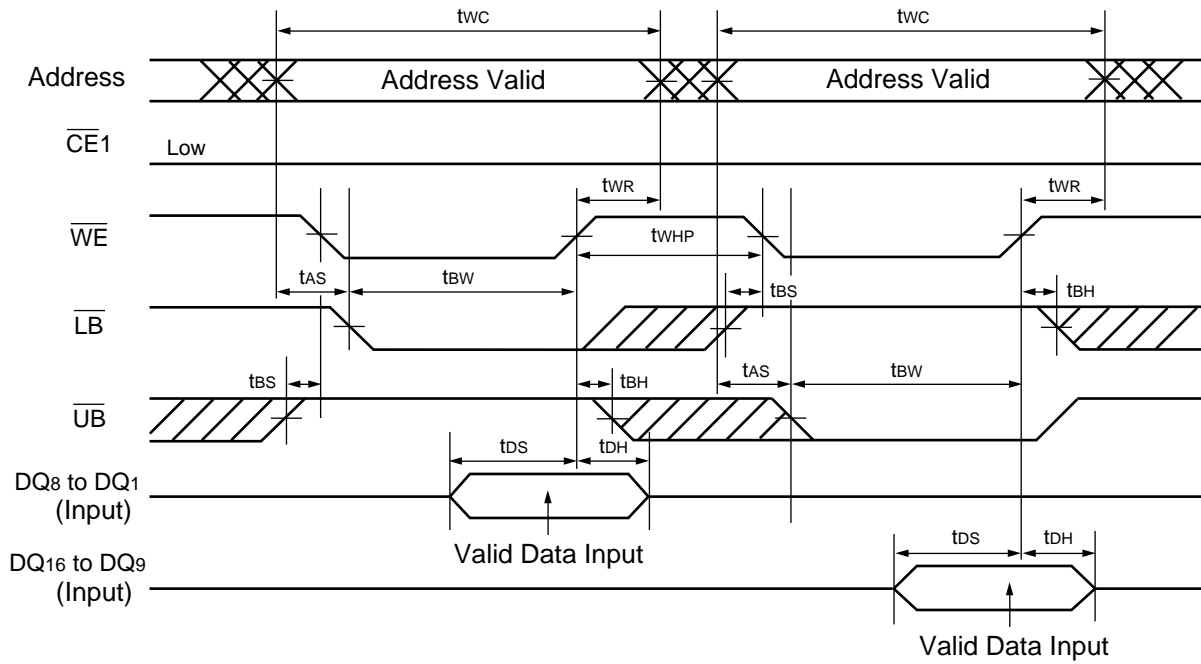 tWC tWC
Address Address Valid Address Valid
CE1 Low
tWR tWR
WE tWHP
tAS tBW tBS tBH
LB
tBS tBH tAS tBW
UB
tDS tDH
DQ8 to DQ1
(Input)
Valid Data Input
tDS tDH
DQ16 to DQ9
(Input)
Valid Data Input